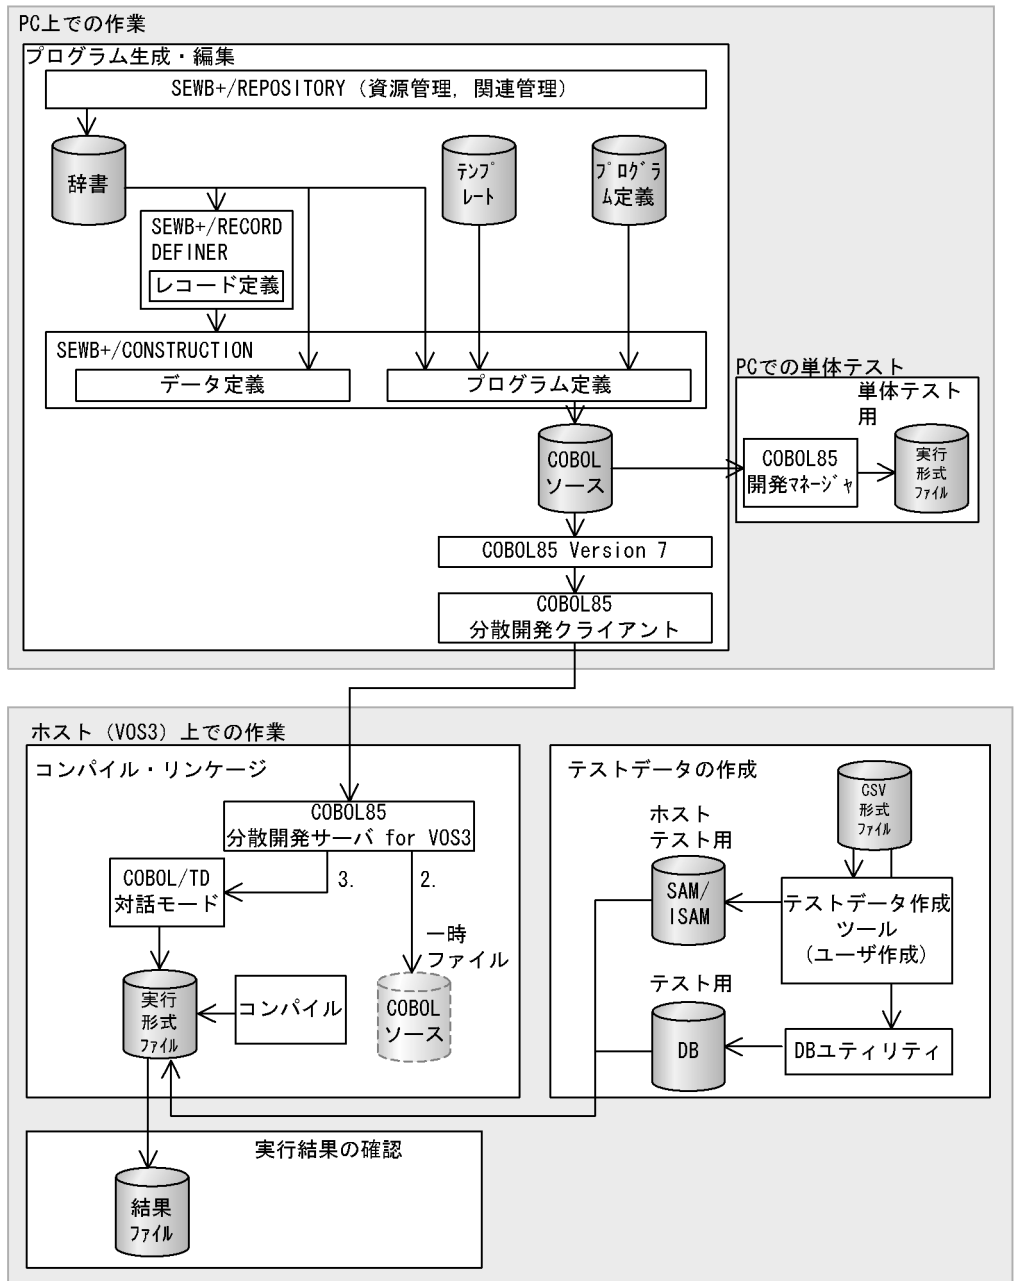 PC上での作業
プログラム生成・編集
SEWB+/REPOSITORY（資源管理，関連管理）
辞書
テンプ
レート
プログラ
ム定義
SEWB+/RECORD
DEFINER
レコード定義
SEWB+/CONSTRUCTION
データ定義
プログラム定義
PCでの単体テスト
単体テスト
用
COBOL
ソース
COBOL85
開発マネージャ
実行
形式
ファイル
COBOL85 Version 7
COBOL85
分散開発クライアント
ホスト（VOS3）上での作業
コンパイル・リンケージ
COBOL85
分散開発サーバ for VOS3
COBOL/TD
対話モード
3.
2.
一時
ファイル
実行
形式
ファイル
コンパイル
COBOL
ソース
テストデータの作成
CSV
形式
ファイル
ホスト
テスト用
SAM/
ISAM
テストデータ作成
ツール
（ユーザ作成）
テスト用
DB
DBユティリティ
実行結果の確認
結果
ファイル